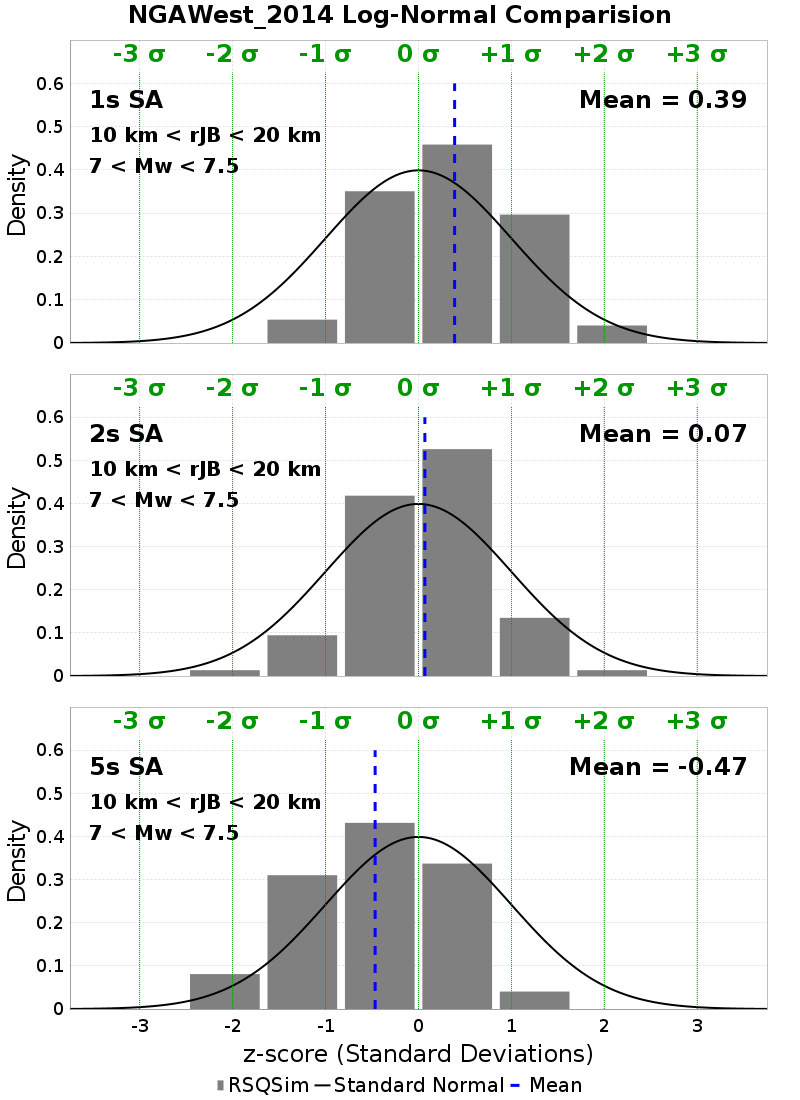 NGAWest_2014 Log-Normal Comparision
-3 σ -2 σ -1 σ 0 σ +1 σ +2 σ +3 σ
0.6
1s SA Mean = 0.39
0.5
10 km < rJB < 20 km
7 < Mw < 7.5
0.4
0.3
0.2
0.1
0
Density
-3 σ -2 σ -1 σ 0 σ +1 σ +2 σ +3 σ
0.6
2s SA Mean = 0.07
0.5
10 km < rJB < 20 km
7 < Mw < 7.5
0.4
0.3
0.2
0.1
0
Density
-3 σ -2 σ -1 σ 0 σ +1 σ +2 σ +3 σ
0.6
5s SA Mean = -0.47
0.5
10 km < rJB < 20 km
7 < Mw < 7.5
0.4
0.3
0.2
0.1
0
Density
-3 -2 -1 0 1 2 3
z-score (Standard Deviations)
RSQSim Standard Normal Mean